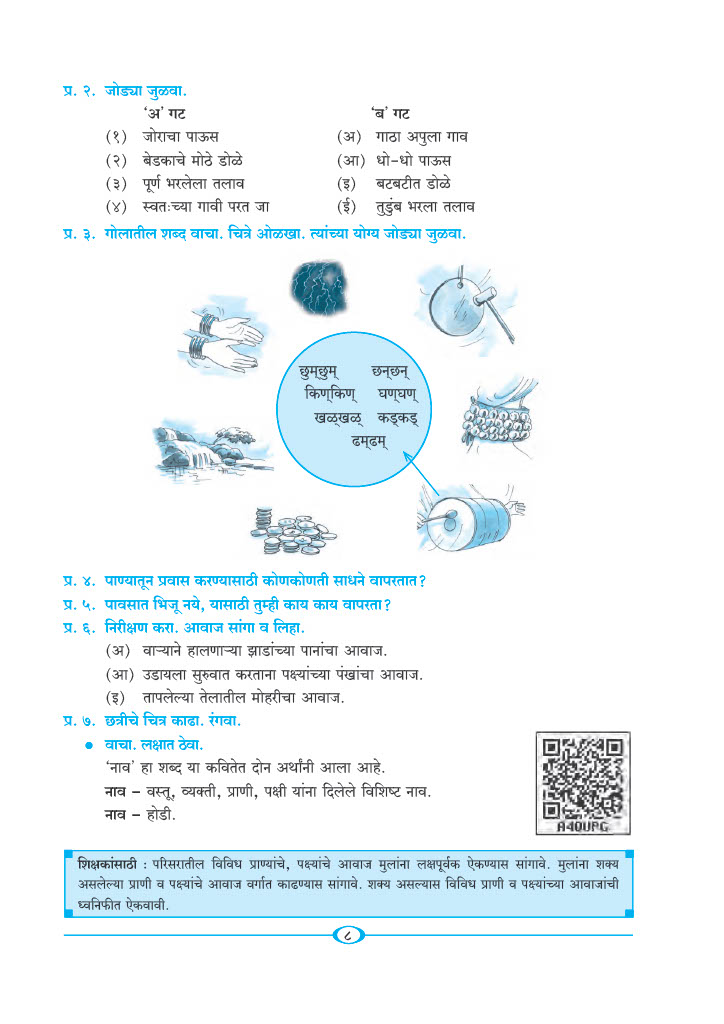 प्र. २. जोड्या जुळवा.
‘अ’ गट ‘ब’ गट
(१) जोराचा पाऊस (अ) गाठा अपुला गाव
(२) बेडकाचे मोठे डोळे (आ) धो-धो पाऊस
(३) पूर्ण भरलेला तलाव (इ) बटबटीत डोळे
(४) स्वतःच्या गावी परत जा (ई) तुडुंब भरला तलाव
प्र. ३. गोलातील शब्द वाचा. चित्रे ओळखा. त्यांच्या योग्य जोड्या जुळवा.
छुम्‌छुम्‌ छन्‌छन्‌
किण्‌किण्‌ घण्‌घण्‌
खळ्‌खळ्‌ कड्‌कड्‌
ढम्‌ढम्‌
प्र. ४. पाण्यातून प्रवास करण्यासाठी कोणकोणती साधने वापरतात?
प्र. ५. पावसात भिजू नये, यासाठी तुम्ही काय काय वापरता?
प्र. ६. निरीक्षण करा. आवाज सांगा व लिहा.
(अ) वाऱ्याने हालणाऱ्या झाडांच्या पानांचा आवाज.
(आ) उडायला सुरुवात करताना पक्ष्यांच्या पंखांचा आवाज.
(इ) तापलेल्या तेलातील मोहरीचा आवाज.
प्र. ७. छत्रीचे चित्र काढा. रंगवा.
● वाचा. लक्षात ठेवा.
‘नाव’ हा शब्द या कवितेत दोन अर्थांनी आला आहे.
नाव – वस्तू, व्यक्ती, प्राणी, पक्षी यांना दिलेले विशिष्ट नाव.
नाव – होडी.
A4QUPG
शिक्षकांसाठी : परिसरातील विविध प्राण्यांचे, पक्ष्यांचे आवाज मुलांना लक्षपूर्वक ऐकण्यास सांगावे. मुलांना शक्य
असलेल्या प्राणी व पक्ष्यांचे आवाज वर्गात काढण्यास सांगावे. शक्य असल्यास विविध प्राणी व पक्ष्यांच्या आवाजांची
ध्वनिफीत ऐकवावी.
८